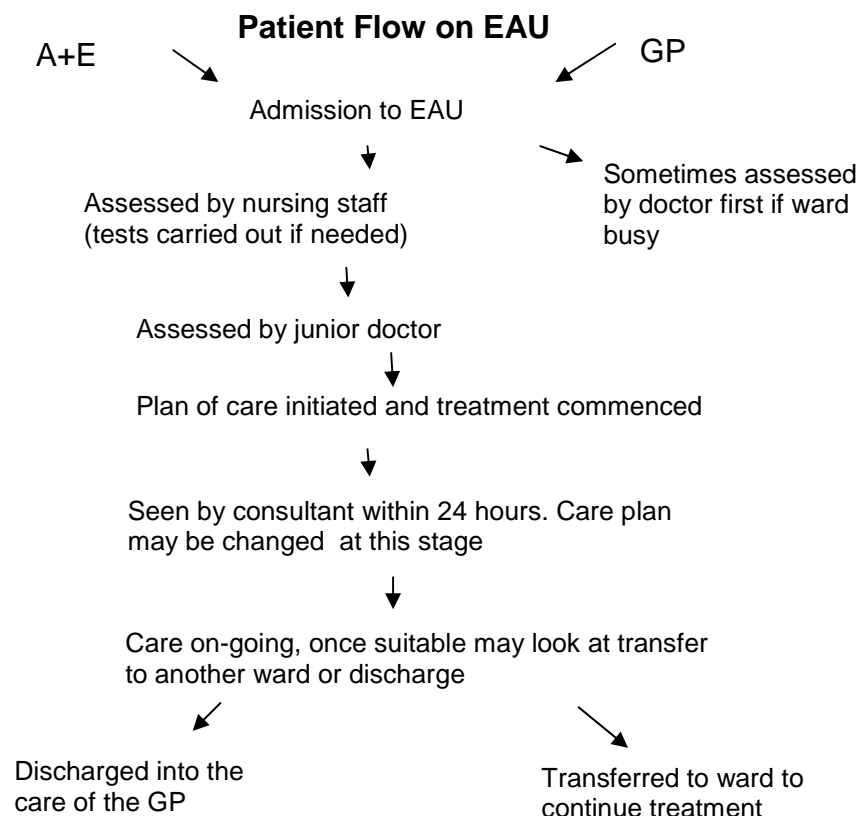 Patient Flow on EAU
A+E
GP
Admission to EAU
Sometimes assessed
by doctor first if ward
busy
Assessed by nursing staff
(tests carried out if needed)
Assessed by junior doctor
Plan of care initiated and treatment commenced
Seen by consultant within 24 hours. Care plan
may be changed  at this stage
Care on-going, once suitable may look at transfer
to another ward or discharge
Discharged into the
care of the GP
Transferred to ward to
continue treatment